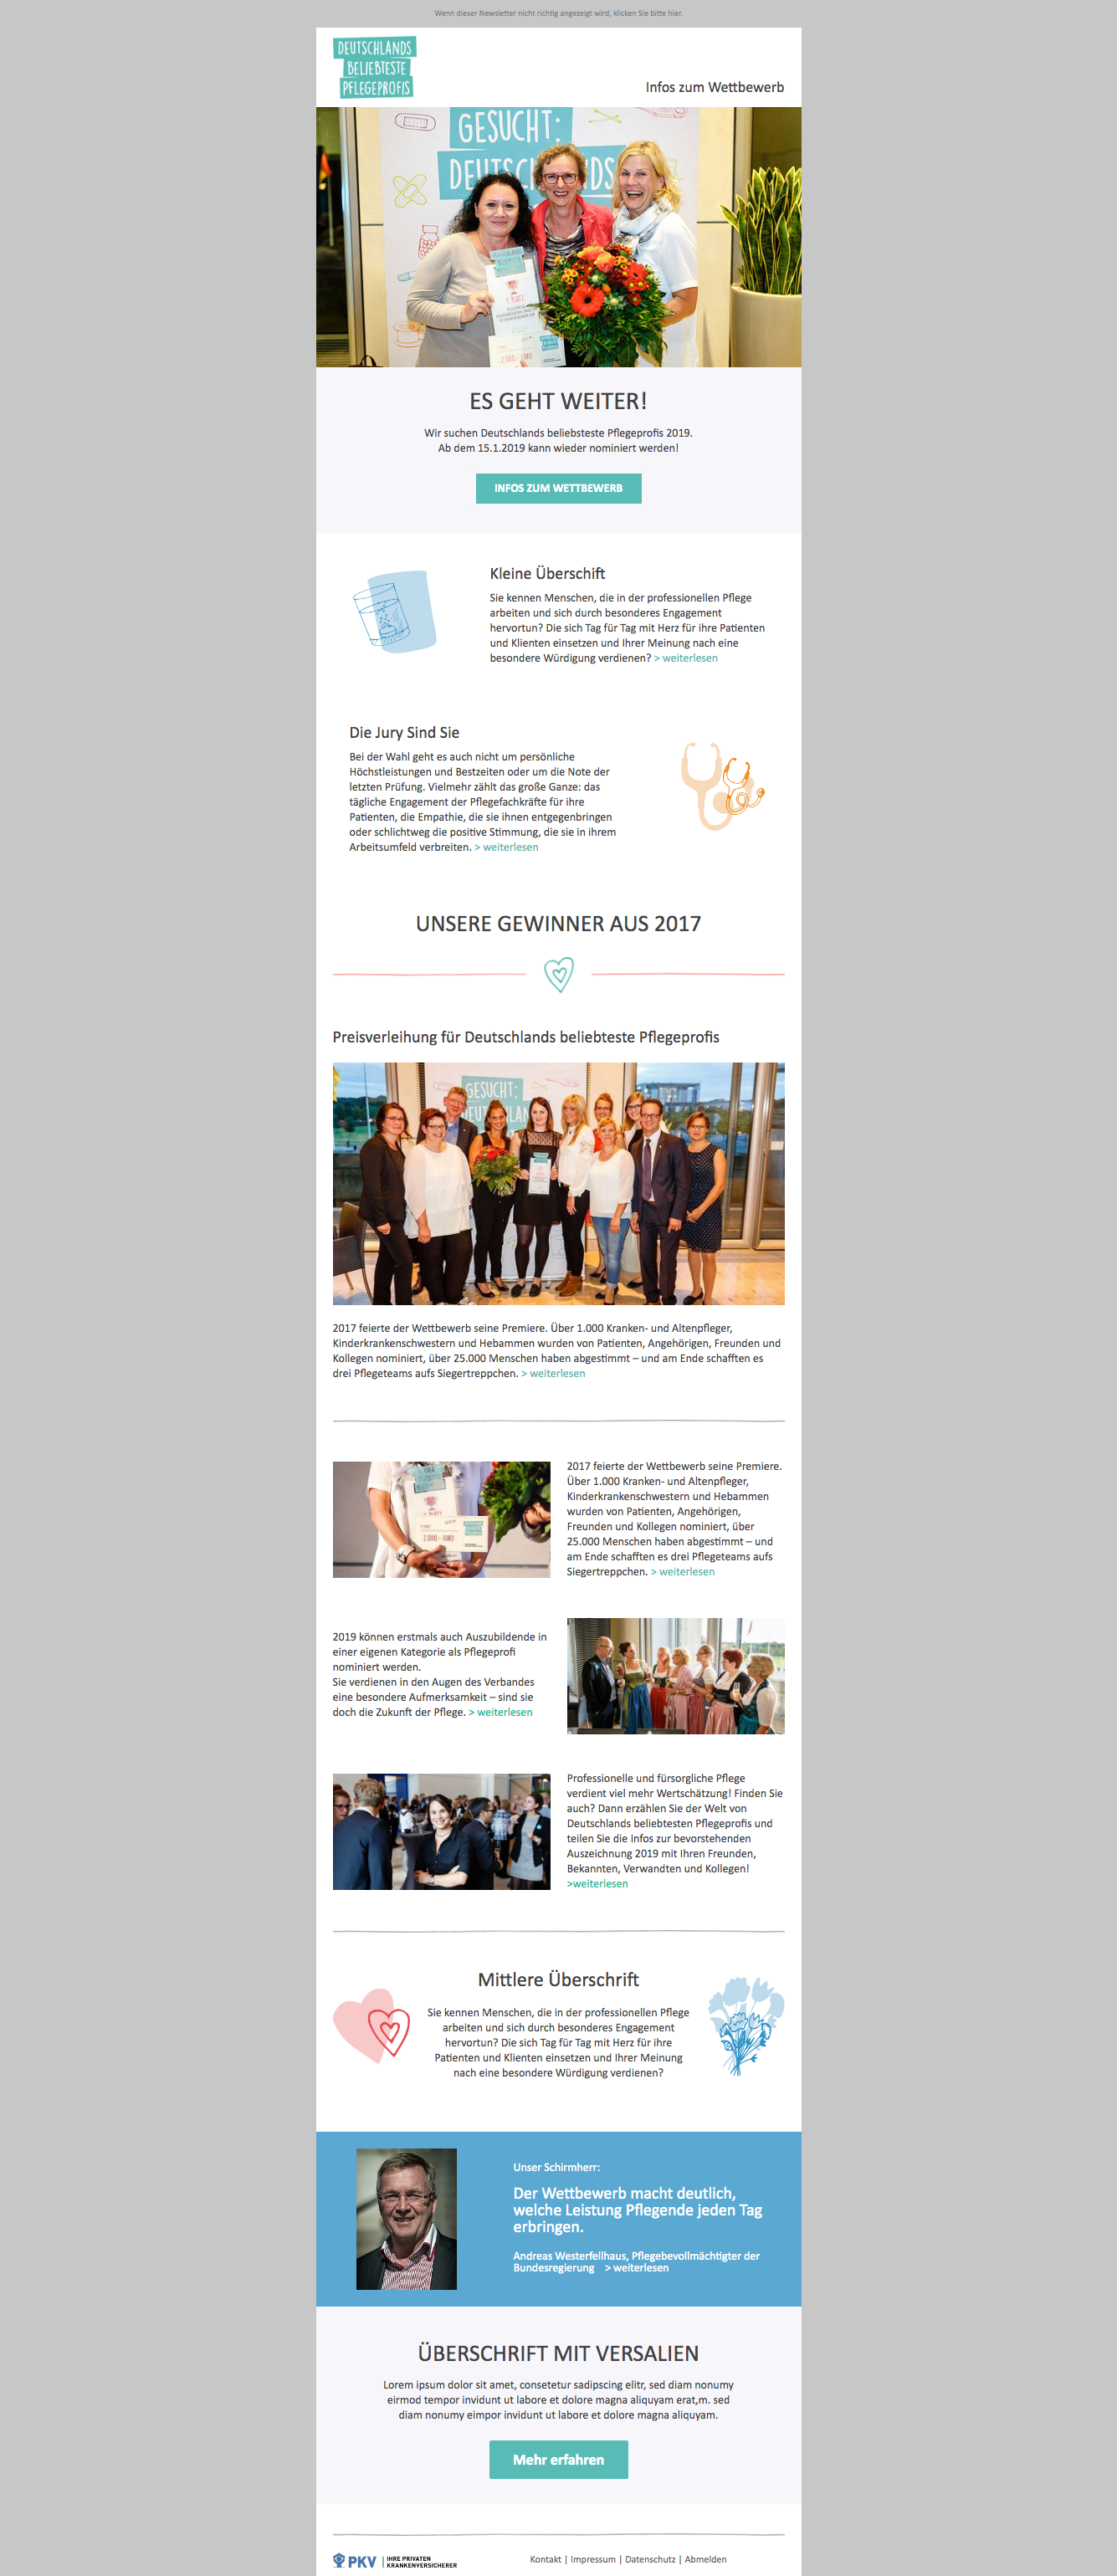 Wenn dieser Newsletter nicht richtig angezeigt wird, klicken Sie bitte hier.
DEUTSCHLANDS
BELIEBTESTE
PFLEGEPROFIS
Infos zum Wettbewerb
GESUCHT:
DEUTSCH
DS
DEUTSCHLANDS
BELIEBTESTE
1. PLATZ
2.000,- EURO
ES GEHT WEITER!
Wir suchen Deutschlands beliebsteste Pflegeprofis 2019.
Ab dem 15.1.2019 kann wieder nominiert werden!
INFOS ZUM WETTBEWERB
Kleine Überschift
Sie kennen Menschen, die in der professionellen Pflege
arbeiten und sich durch besonderes Engagement
hervortun? Die sich Tag für Tag mit Herz für ihre Patienten
und Klienten einsetzen und Ihrer Meinung nach eine
besondere Würdigung verdienen? > weiterlesen
Die Jury Sind Sie
Bei der Wahl geht es auch nicht um persönliche
Höchstleistungen und Bestzeiten oder um die Note der
letzten Prüfung. Vielmehr zählt das große Ganze: das
tägliche Engagement der Pflegefachkräfte für ihre
Patienten, die Empathie, die sie ihnen entgegenbringen
oder schlichtweg die positive Stimmung, die sie in ihrem
Arbeitsumfeld verbreiten. > weiterlesen
UNSERE GEWINNER AUS 2017
Preisverleihung für Deutschlands beliebteste Pflegeprofis
GESUCHT:
DEUTSCHLAN
2017 feierte der Wettbewerb seine Premiere. Über 1.000 Kranken- und Altenpfleger,
Kinderkrankenschwestern und Hebammen wurden von Patienten, Angehörigen, Freunden und
Kollegen nominiert, über 25.000 Menschen haben abgestimmt – und am Ende schafften es
drei Pflegeteams aufs Siegertreppchen. > weiterlesen
2.000,- EURO
2017 feierte der Wettbewerb seine Premiere.
Über 1.000 Kranken- und Altenpfleger,
Kinderkrankenschwestern und Hebammen
wurden von Patienten, Angehörigen,
Freunden und Kollegen nominiert, über
25.000 Menschen haben abgestimmt – und
am Ende schafften es drei Pflegeteams aufs
Siegertreppchen. > weiterlesen
2019 können erstmals auch Auszubildende in
einer eigenen Kategorie als Pflegeprofi
nominiert werden.
Sie verdienen in den Augen des Verbandes
eine besondere Aufmerksamkeit – sind sie
doch die Zukunft der Pflege. > weiterlesen
Professionelle und fürsorgliche Pflege
verdient viel mehr Wertschätzung! Finden Sie
auch? Dann erzählen Sie der Welt von
Deutschlands beliebtesten Pflegeprofis und
teilen Sie die Infos zur bevorstehenden
Auszeichnung 2019 mit Ihren Freunden,
Bekannten, Verwandten und Kollegen!
>weiterlesen
Mittlere Überschrift
Sie kennen Menschen, die in der professionellen Pflege
arbeiten und sich durch besonderes Engagement
hervortun? Die sich Tag für Tag mit Herz für ihre
Patienten und Klienten einsetzen und Ihrer Meinung
nach eine besondere Würdigung verdienen?
Unser Schirmherr:
Der Wettbewerb macht deutlich,
welche Leistung Pflegende jeden Tag
erbringen.
Andreas Westerfellhaus, Pflegebevollmächtigter der
Bundesregierung > weiterlesen
ÜBERSCHRIFT MIT VERSALIEN
Lorem ipsum dolor sit amet, consetetur sadipscing elitr, sed diam nonumy
eirmod tempor invidunt ut labore et dolore magna aliquyam erat,m. sed
diam nonumy eimpor invidunt ut labore et dolore magna aliquyam.
Mehr erfahren
PKV
IHRE PRIVATEN
KRANKENVERSICHERER
Kontakt | Impressum | Datenschutz | Abmelden